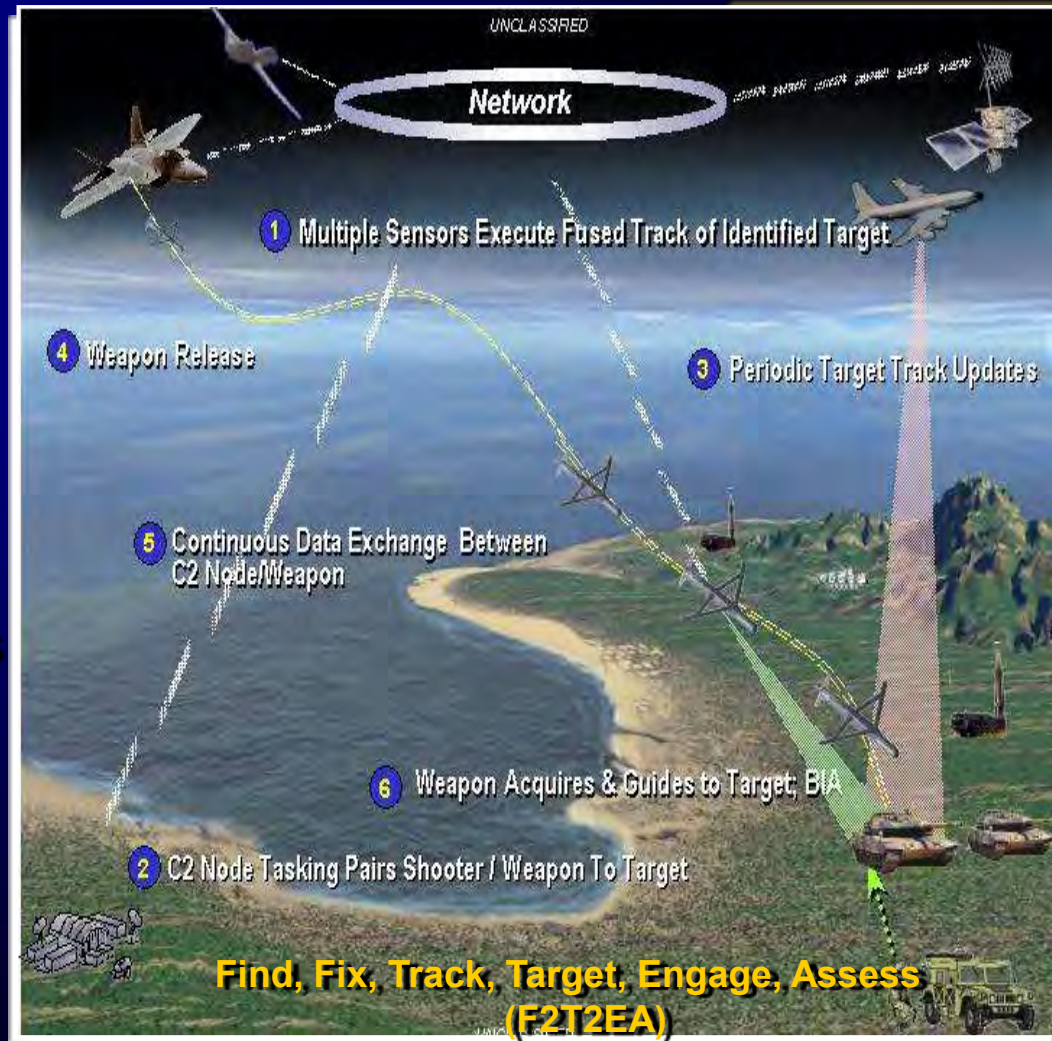 UNCLASSIFIED
Network
1 Multiple Sensors Execute Fused Track of Identified Target
4 Weapon Release
3 Periodic Target Track Updates
5 Continuous Data Exchange Between
C2 Node/Weapon
6 Weapon Acquires & Guides to Target; BIA
2 C2 Node Tasking Pairs Shooter / Weapon To Target
Find, Fix, Track, Target, Engage, Assess
(F2T2EA)